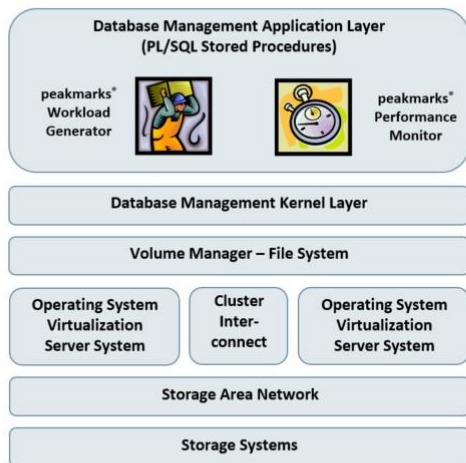 Database Management Application Layer
(PL/SQL Stored Procedures)
peakmarks®
Workload
Generator
peakmarks®
Performance
Monitor
Database Management Kernel Layer
Volume Manager – File System
Operating System
Virtualization
Server System
Cluster
Inter-
connect
Operating System
Virtualization
Server System
Storage Area Network
Storage Systems